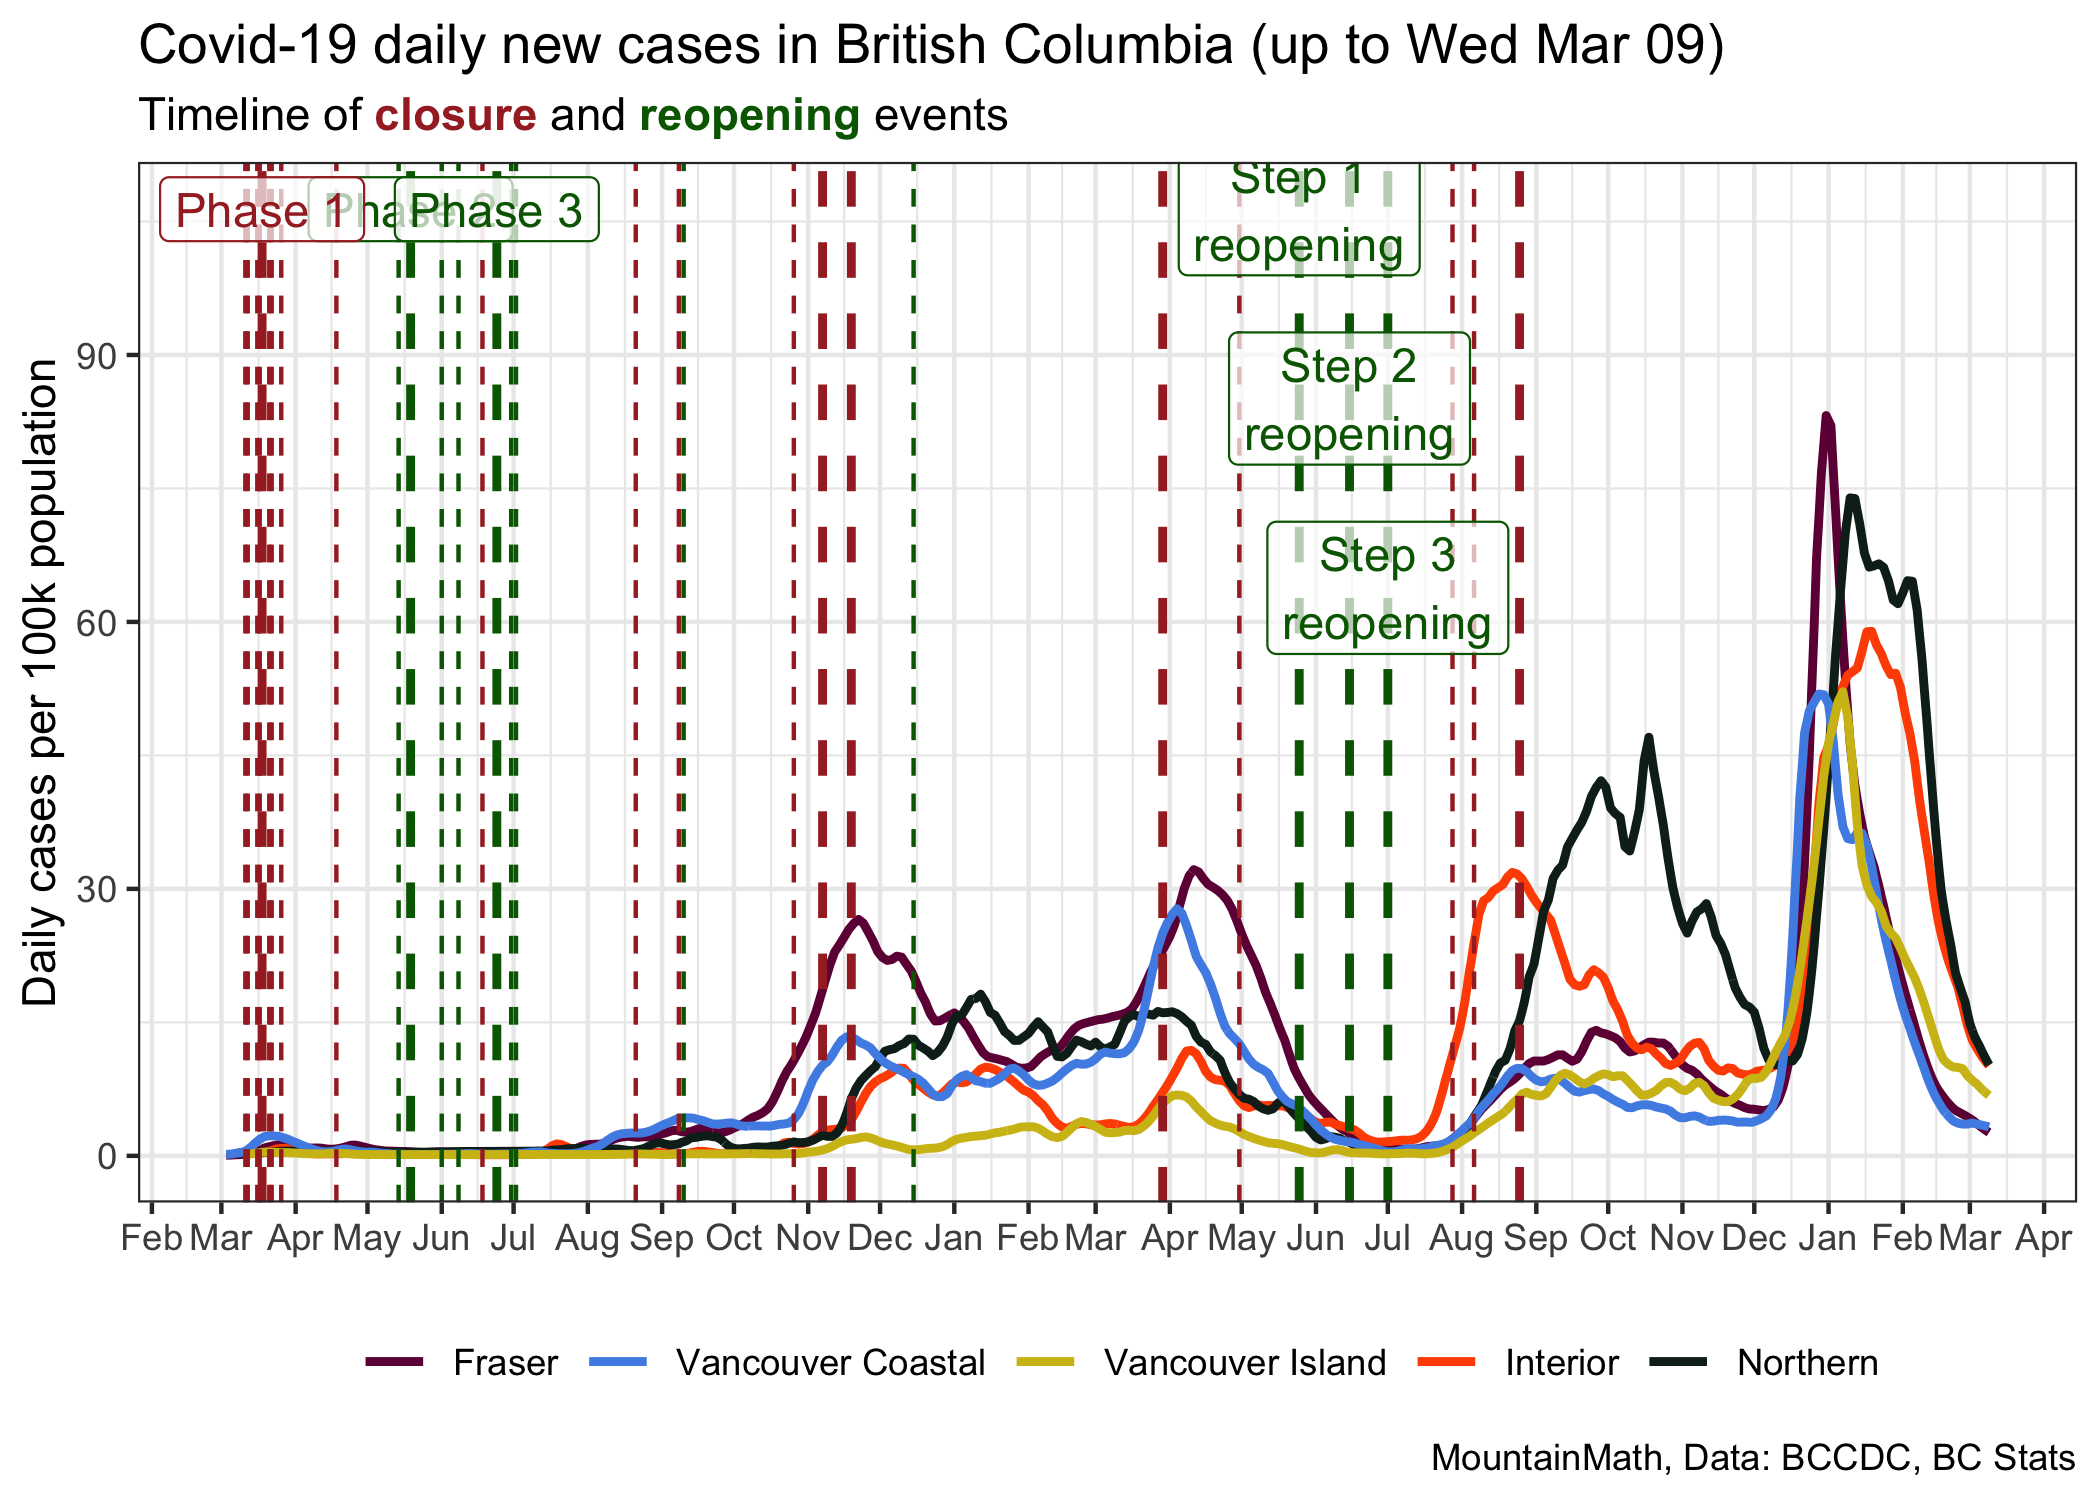 Covid-19 daily new cases in British Columbia (up to Wed Mar 09)
Timeline of closure and reopening events
Phase 1
Phase 2
Phase 3
Step 1
reopening
Step 2
reopening
Step 3
reopening
Daily cases per 100k population
90
60
30
0
Feb Mar Apr May Jun Jul Aug Sep Oct Nov Dec Jan Feb Mar Apr May Jun Jul Aug Sep Oct Nov Dec Jan Feb Mar Apr
Fraser Vancouver Coastal Vancouver Island Interior Northern
MountainMath, Data: BCCDC, BC Stats